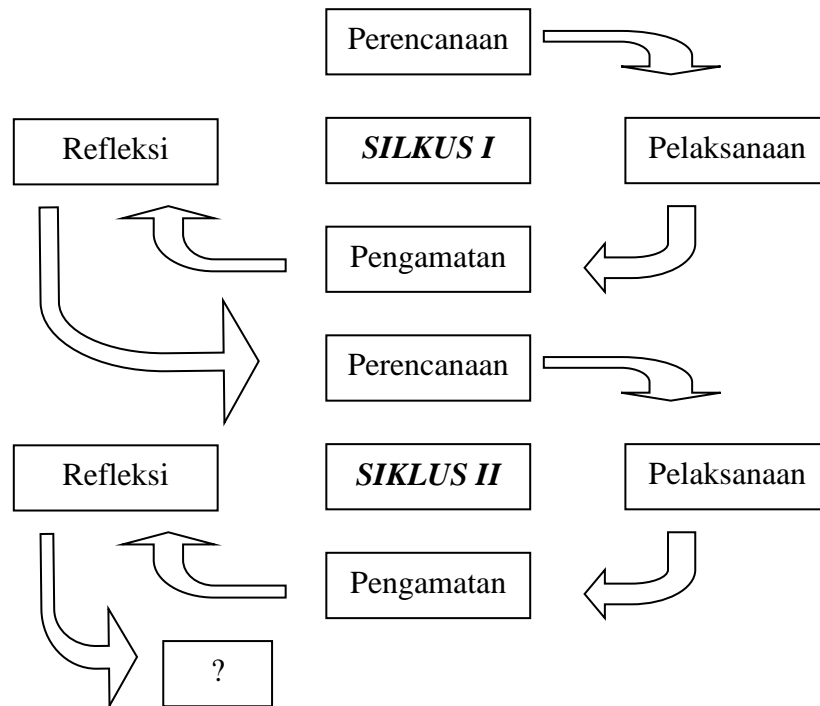 Perencanaan
Refleksi
SILKUS I
Pelaksanaan
Pengamatan
Perencanaan
Refleksi
SIKLUS II
Pelaksanaan
Pengamatan
?